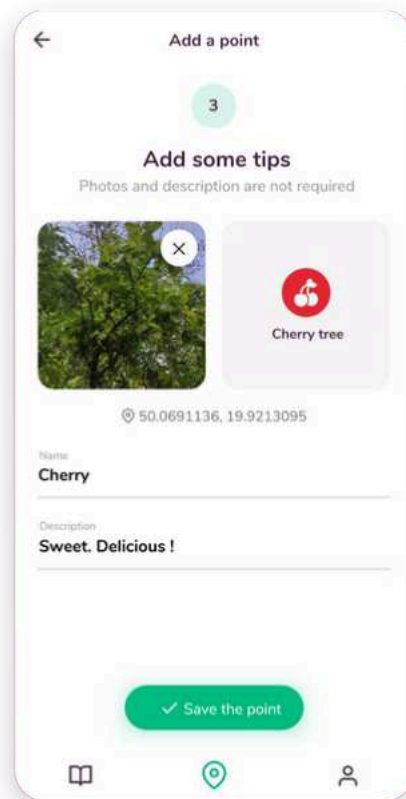 Add a point
3
Add some tips
Photos and description are not required
Cherry tree
50.0691136, 19.9213095
Name
Cherry
Description
Sweet. Delicious !
Save the point